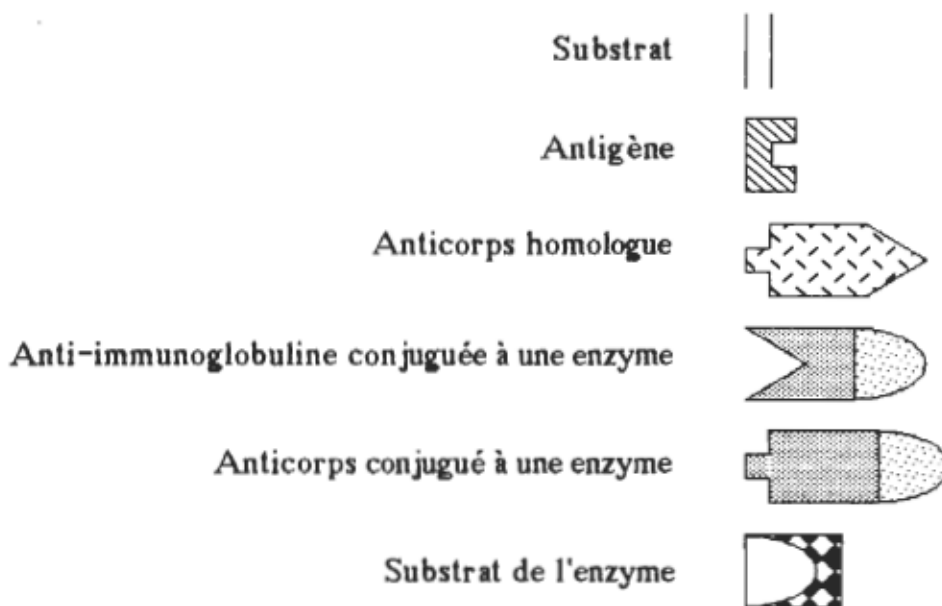 Substrat
Antigène
Anticorps homologue
Anti-immunoglobuline conjuguée à une enzyme
Anticorps conjugué à une enzyme
Substrat de l'enzyme